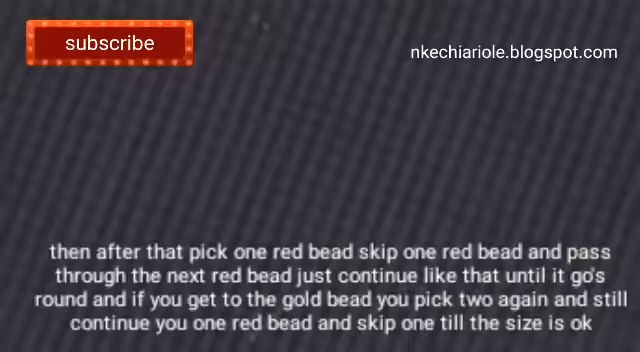 subscribe
nkechiariole.blogspot.com
then after that pick one red bead skip one red bead and pass
through the next red bead just continue like that until it go's
round and if you get to the gold bead you pick two again and still
continue you one red bead and skip one till the size is ok